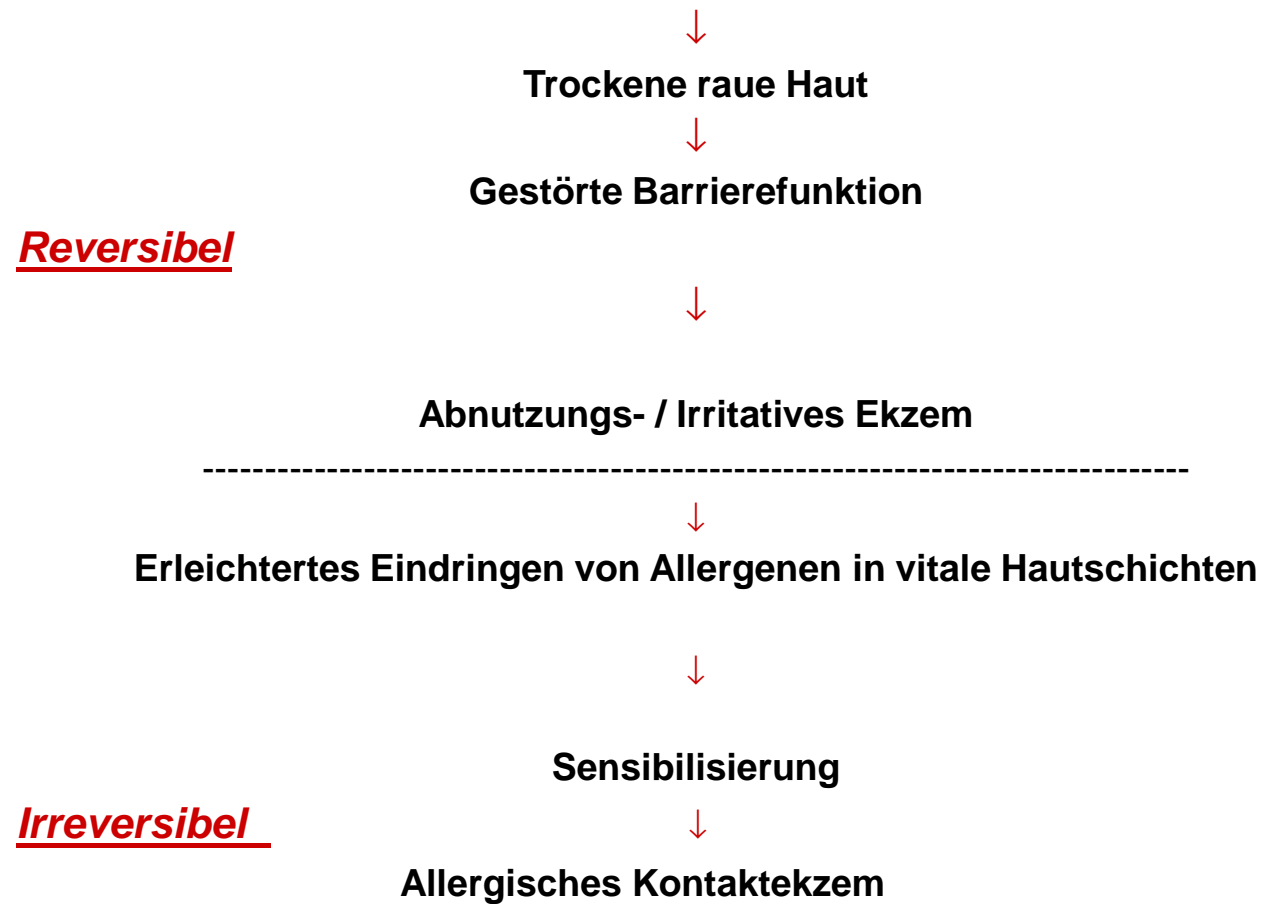 ↓
Trockene raue Haut
↓
Gestörte Barrierefunktion
Reversibel
↓
Abnutzungs- / Irritatives Ekzem
-------------------------------------------------------------------------------
↓
Erleichtertes Eindringen von Allergenen in vitale Hautschichten
↓
Sensibilisierung
Irreversibel ↓
Allergisches Kontaktekzem